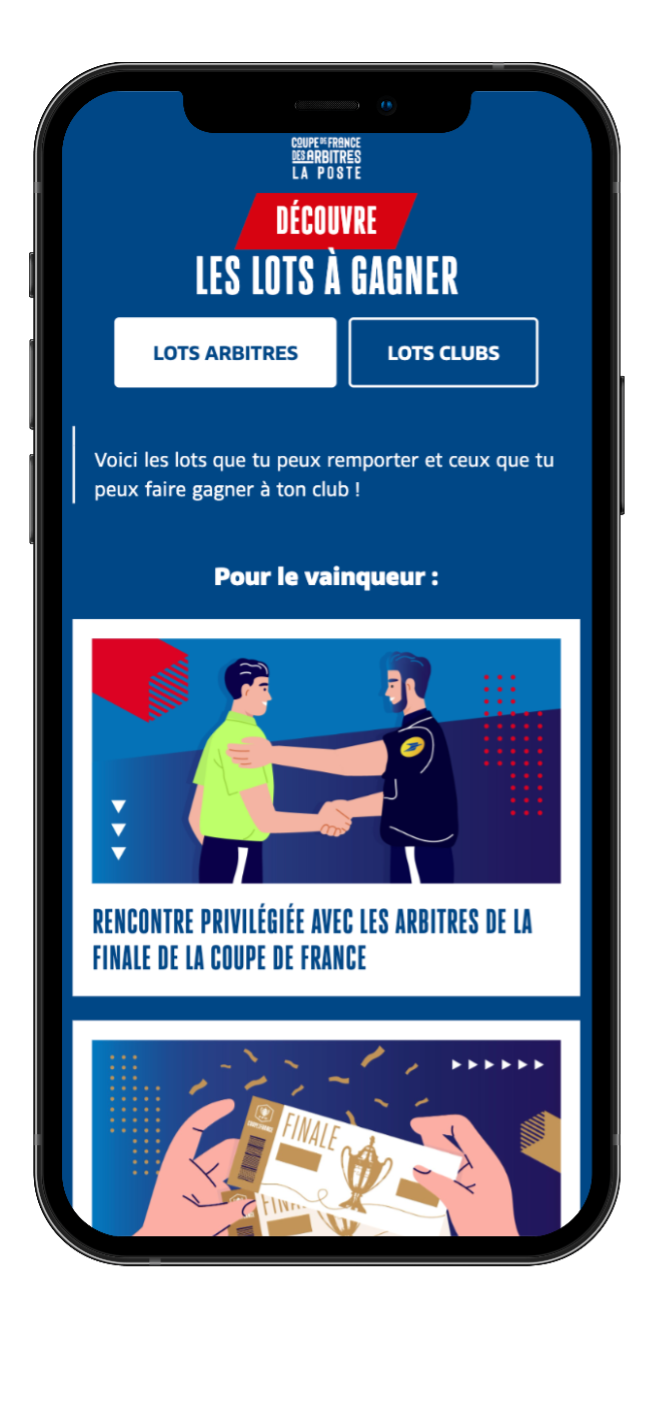 COUPE DE FRANCE
DES ARBITRES
LA POSTE
DÉCOUVRE
LES LOTS À GAGNER
LOTS ARBITRES
LOTS CLUBS
Voici les lots que tu peux remporter et ceux que tu
peux faire gagner à ton club !
Pour le vainqueur :
RENCONTRE PRIVILÉGIÉE AVEC LES ARBITRES DE LA
FINALE DE LA COUPE DE FRANCE
FINALE